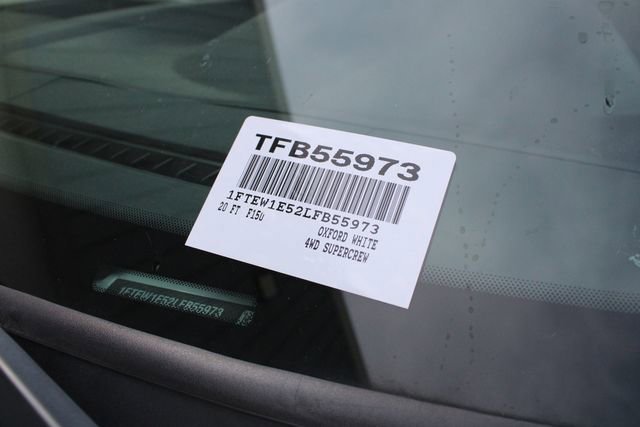 TFB55973
1FTEW1E52LFB55973
20 FT F150
OXFORD WHITE
4WD SUPERCREW
1FTEW1E52LFB55973